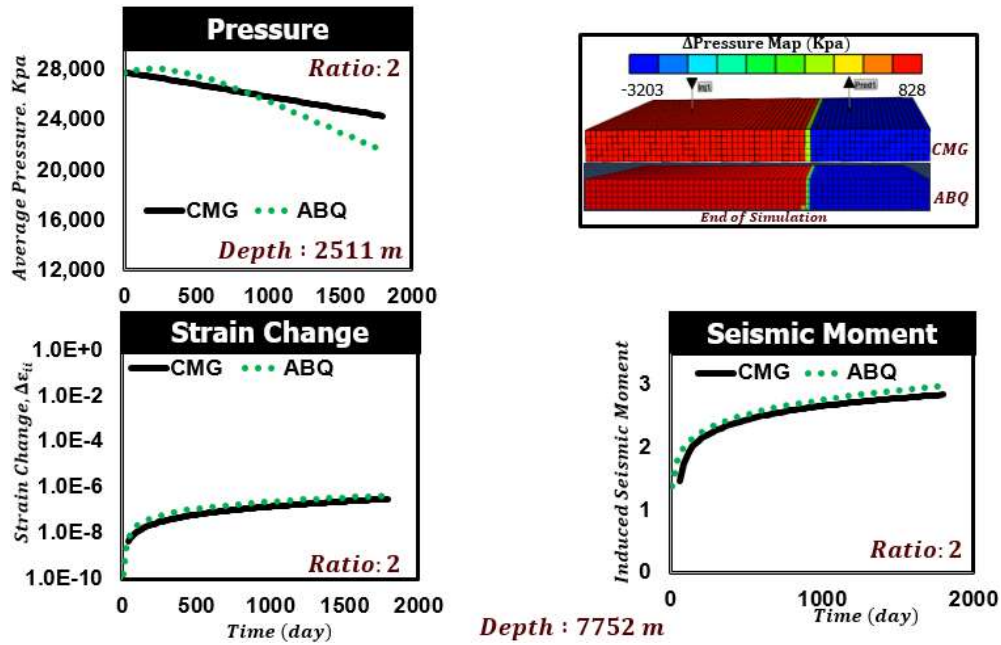 Pressure
Average Pressure. Kpa
28,000
24,000
20,000
16,000
12,000
Ratio: 2
CMG ABQ
Depth : 2511 m
0 500 1000 1500 2000
ΔPressure Map (Kpa)
-3203 828
Inj1 Prod1
CMG
ABQ
End of Simulation
Strain Change
Strain Change, Δε_ii
1.0E+0
1.0E-2
1.0E-4
1.0E-6
1.0E-8
1.0E-10
CMG ABQ
Ratio: 2
0 500 1000 1500 2000
Time (day)
Seismic Moment
Induced Seismic Moment
3
2
1
0
CMG ABQ
Ratio: 2
0 1000 2000
Time (day)
Depth : 7752 m